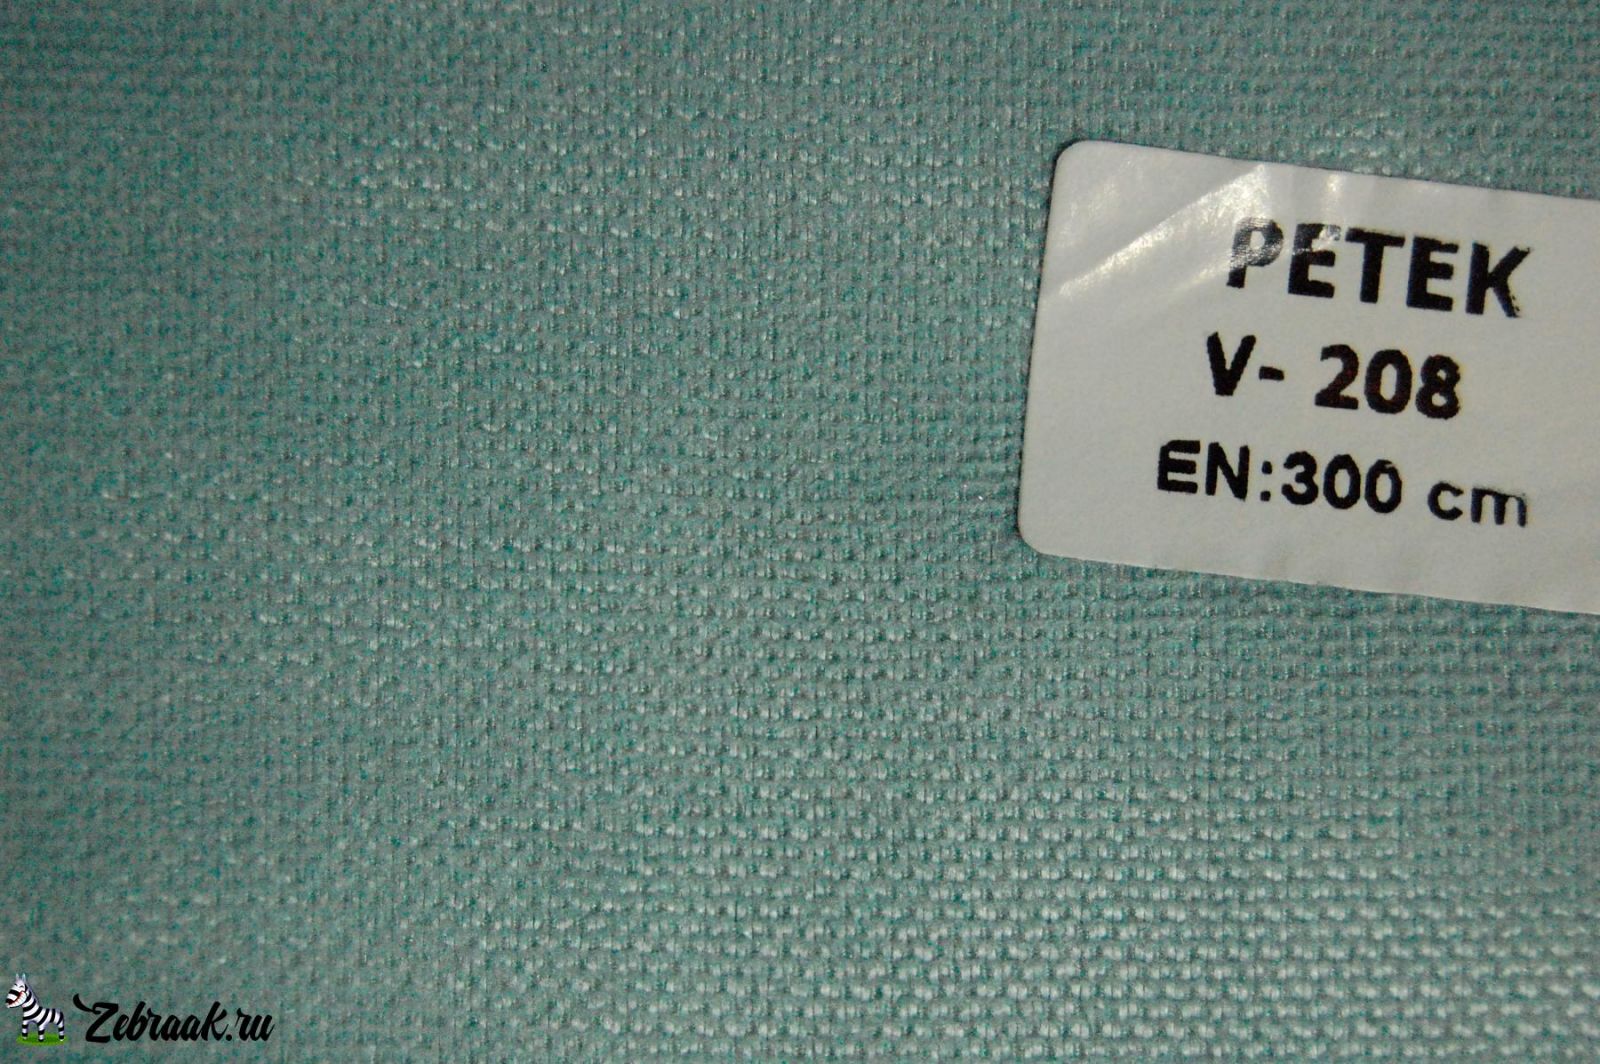 PETEK
V- 208
EN:300 cm
Zebraak.ru